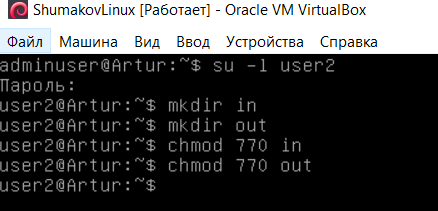 ShumakovLinux [Работает] - Oracle VM VirtualBox
Файл Машина Вид Ввод Устройства Справка
adminuser@Artur:~$ su -l user2
Пароль:
user2@Artur:~$ mkdir in
user2@Artur:~$ mkdir out
user2@Artur:~$ chmod 770 in
user2@Artur:~$ chmod 770 out
user2@Artur:~$